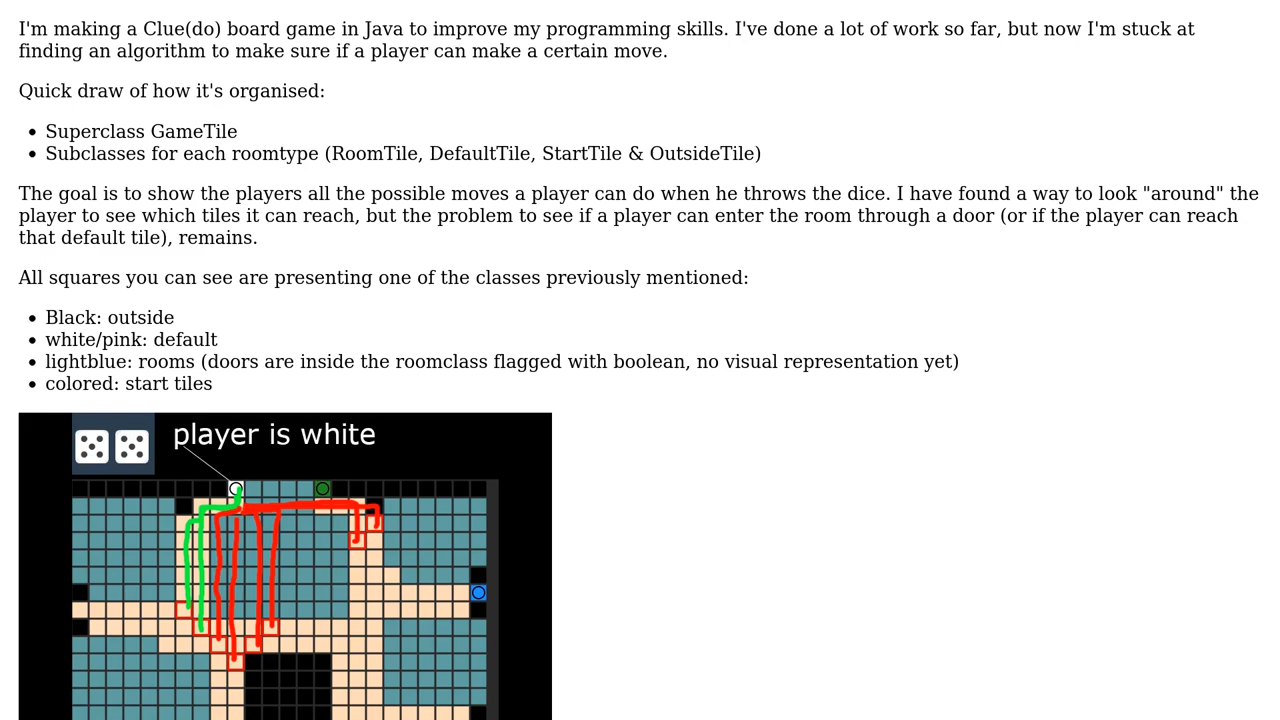 I'm making a Clue(do) board game in Java to improve my programming skills. I've done a lot of work so far, but now I'm stuck at
finding an algorithm to make sure if a player can make a certain move.
Quick draw of how it's organised:
• Superclass GameTile
• Subclasses for each roomtype (RoomTile, DefaultTile, StartTile & OutsideTile)
The goal is to show the players all the possible moves a player can do when he throws the dice. I have found a way to look "around" the
player to see which tiles it can reach, but the problem to see if a player can enter the room through a door (or if the player can reach
that default tile), remains.
All squares you can see are presenting one of the classes previously mentioned:
• Black: outside
• white/pink: default
• lightblue: rooms (doors are inside the roomclass flagged with boolean, no visual representation yet)
• colored: start tiles
player is white